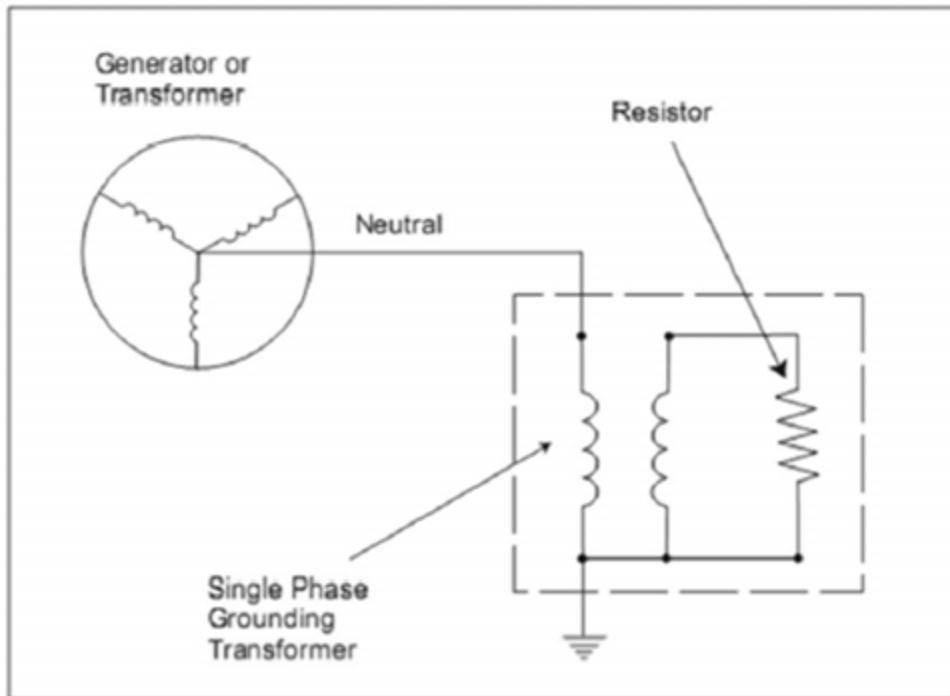 Generator or
Transformer
Resistor
Neutral
Single Phase
Grounding
Transformer